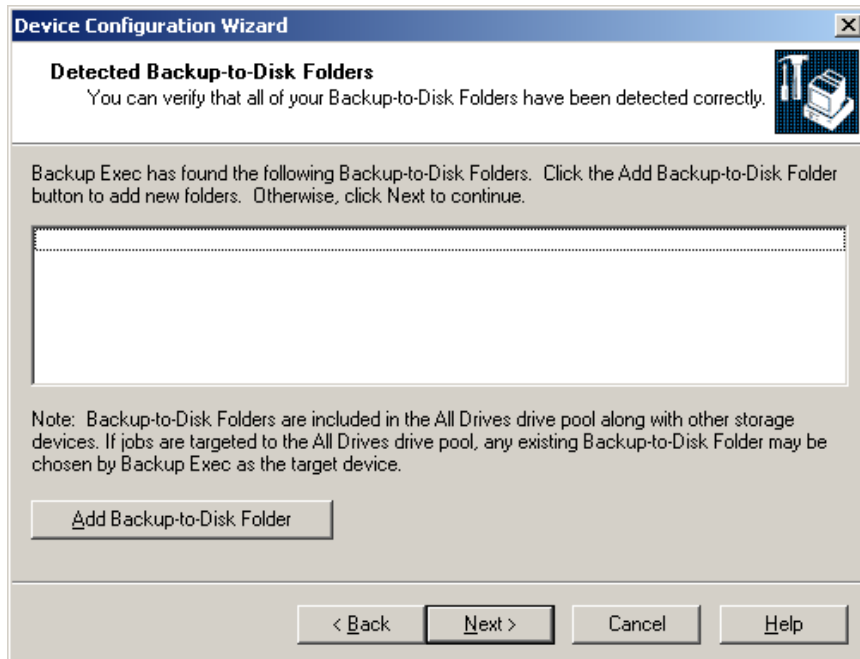 Device Configuration Wizard
Detected Backup-to-Disk Folders
You can verify that all of your Backup-to-Disk Folders have been detected correctly.
Backup Exec has found the following Backup-to-Disk Folders. Click the Add Backup-to-Disk Folder
button to add new folders. Otherwise, click Next to continue.
Note: Backup-to-Disk Folders are included in the All Drives drive pool along with other storage
devices. If jobs are targeted to the All Drives drive pool, any existing Backup-to-Disk Folder may be
chosen by Backup Exec as the target device.
Add Backup-to-Disk Folder
< Back Next > Cancel Help